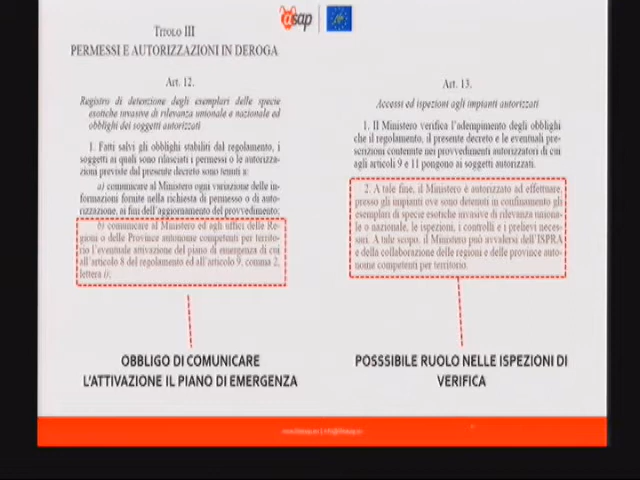 asap
TITOLO III
PERMESSI E AUTORIZZAZIONI IN DEROGA
Art. 12.
Registro di detenzione degli esemplari delle specie
esotiche invasive di rilevanza unionale e nazionale ed
obblighi dei soggetti autorizzati
1. Fatti salvi gli obblighi stabiliti dal regolamento, i
soggetti ai quali sono rilasciati i permessi o le autorizza-
zioni previste dal presente decreto sono tenuti a:
a) comunicare al Ministero ogni variazione delle in-
formazioni fornite nella richiesta di permesso o di auto-
rizzazione, ai fini dell'aggiornamento del provvedimento;
b) comunicare al Ministero ed agli uffici delle Re-
gioni o delle Province autonome competenti per territo-
rio l'eventuale attivazione del piano di emergenza di cui
all'articolo 8 del regolamento ed all'articolo 9, comma 2,
lettera
OBBLIGO DI COMUNICARE
L'ATTIVAZIONE IL PIANO DI EMERGENZA
Art. 13.
Accessi ed ispezioni agli impianti autorizzati
1. Il Ministero verifica l'adempimento degli obblighi
che il regolamento, il presente decreto e le eventuali pre-
scrizioni contenute nei provvedimenti autorizzatori di cui
agli articoli 9 e 11 pongono ai soggetti autorizzati.
2. A tale fine, il Ministero è autorizzato ad effettuare,
presso gli impianti ove sono detenuti in confinamento gli
esemplari di specie esotiche invasive di rilevanza uniona-
le o nazionale, le ispezioni, i controlli e i prelievi neces-
sari. A tale scopo, il Ministero può avvalersi dell'ISPRA
e della collaborazione delle regioni e delle province auto-
nome competenti per territorio.
POSSSIBILE RUOLO NELLE ISPEZIONI DI
VERIFICA